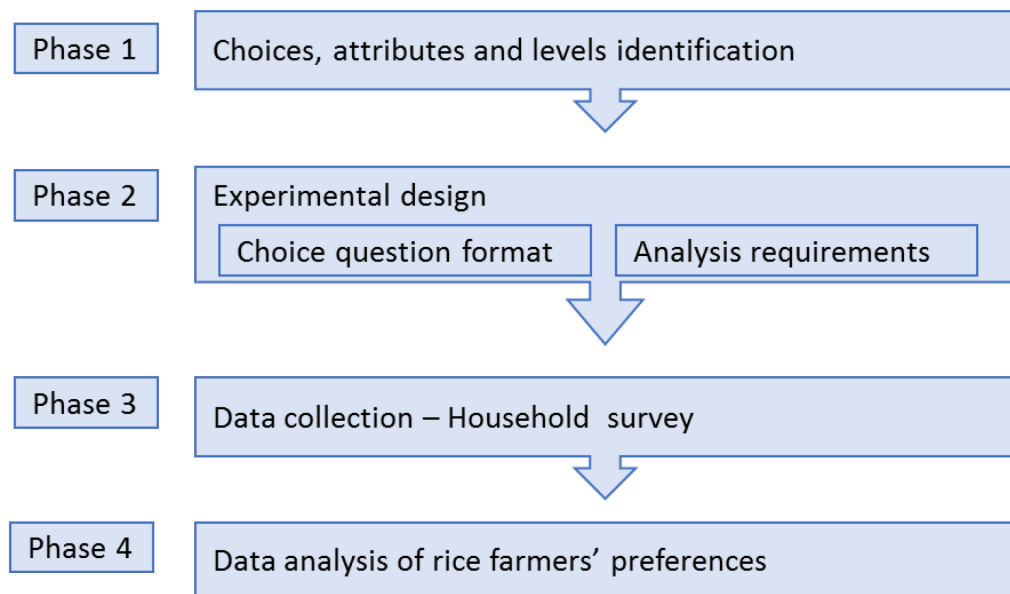 Phase 1
Choices, attributes and levels identification
Phase 2
Experimental design
Choice question format
Analysis requirements
Phase 3
Data collection – Household survey
Phase 4
Data analysis of rice farmers’ preferences